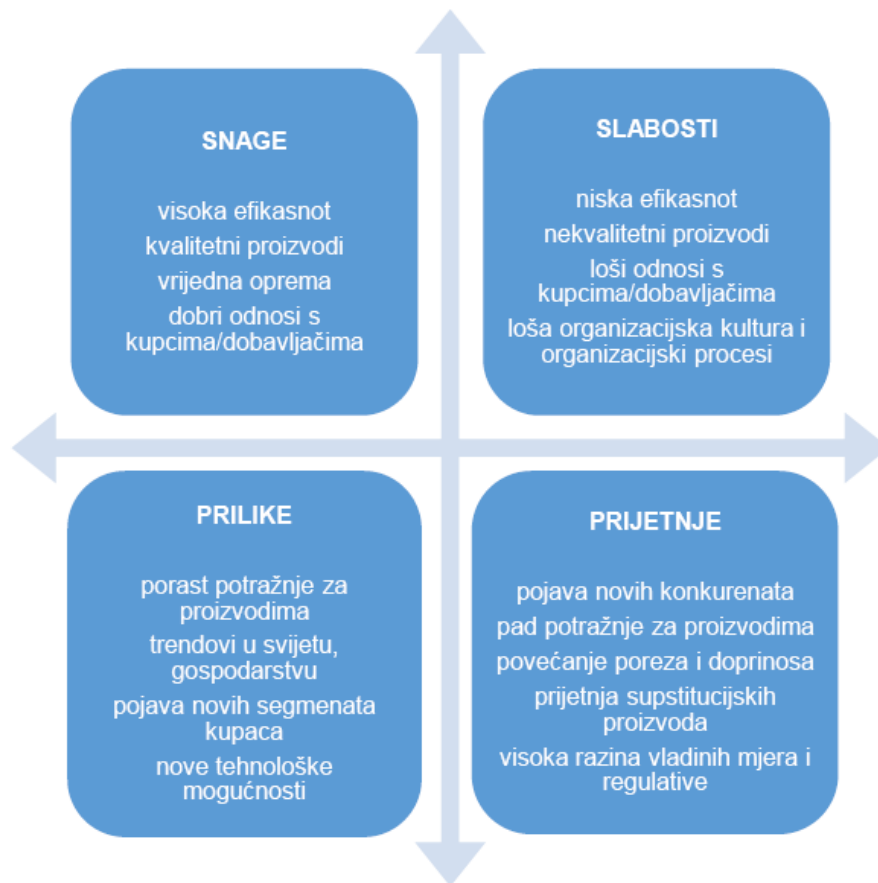 SNAGE
visoka efikasnot
kvalitetni proizvodi
vrijedna oprema
dobri odnosi s
kupcima/dobavljačima
SLABOSTI
niska efikasnot
nekvalitetni proizvodi
loši odnosi s
kupcima/dobavljačima
loša organizacijska kultura i
organizacijski procesi
PRILIKE
porast potražnje za
proizvodima
trendovi u svijetu,
gospodarstvu
pojava novih segmenata
kupaca
nove tehnološke
mogućnosti
PRIJETNJE
pojava novih konkurenata
pad potražnje za proizvodima
povećanje poreza i doprinosa
prijetnja supstitucijskih
proizvoda
visoka razina vladinih mjera i
regulative